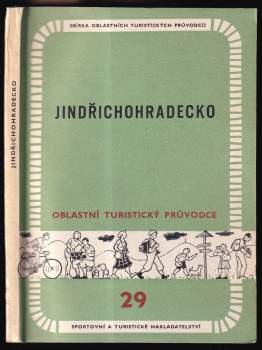 JINDŘICHOHRADECKO
SBÍRKA OBLASTNÍCH TURISTICKÝCH PRŮVODCŮ
JINDŘICHOHRADECKO
OBLASTNÍ TURISTICKÝ PRŮVODCE
29
SPORTOVNÍ A TURISTICKÉ NAKLADATELSTVÍ